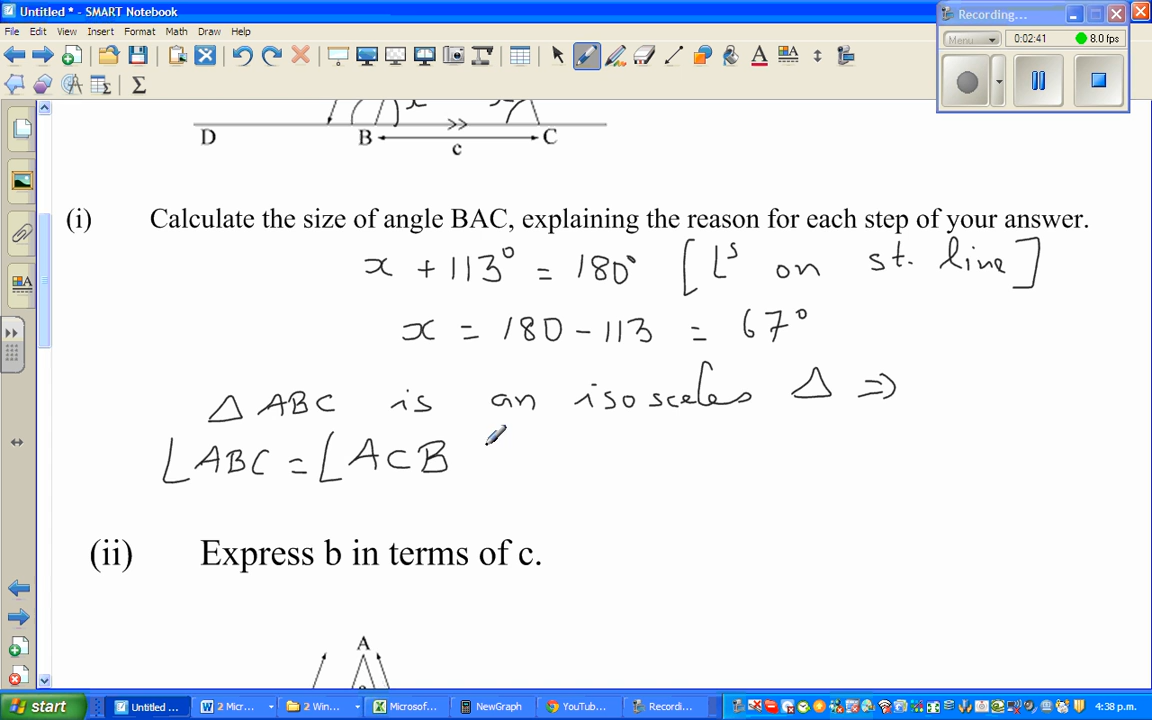 Untitled * - SMART Notebook
Recording...
File Edit View Insert Format Math Draw Help
Menu 0:02:41 8.0 fps
D B C
c
x
(i) Calculate the size of angle BAC, explaining the reason for each step of your answer.
x + 113° = 180° [∠s on st. line]
x = 180 - 113 = 67°
△ ABC is an isosceles △ ⇒
∠ABC = ∠ACB
(ii) Express b in terms of c.
A
start Untitled ... 2 Micr... 2 Win... Microsof... NewGraph YouTub... Recordi... 4:38 p.m.